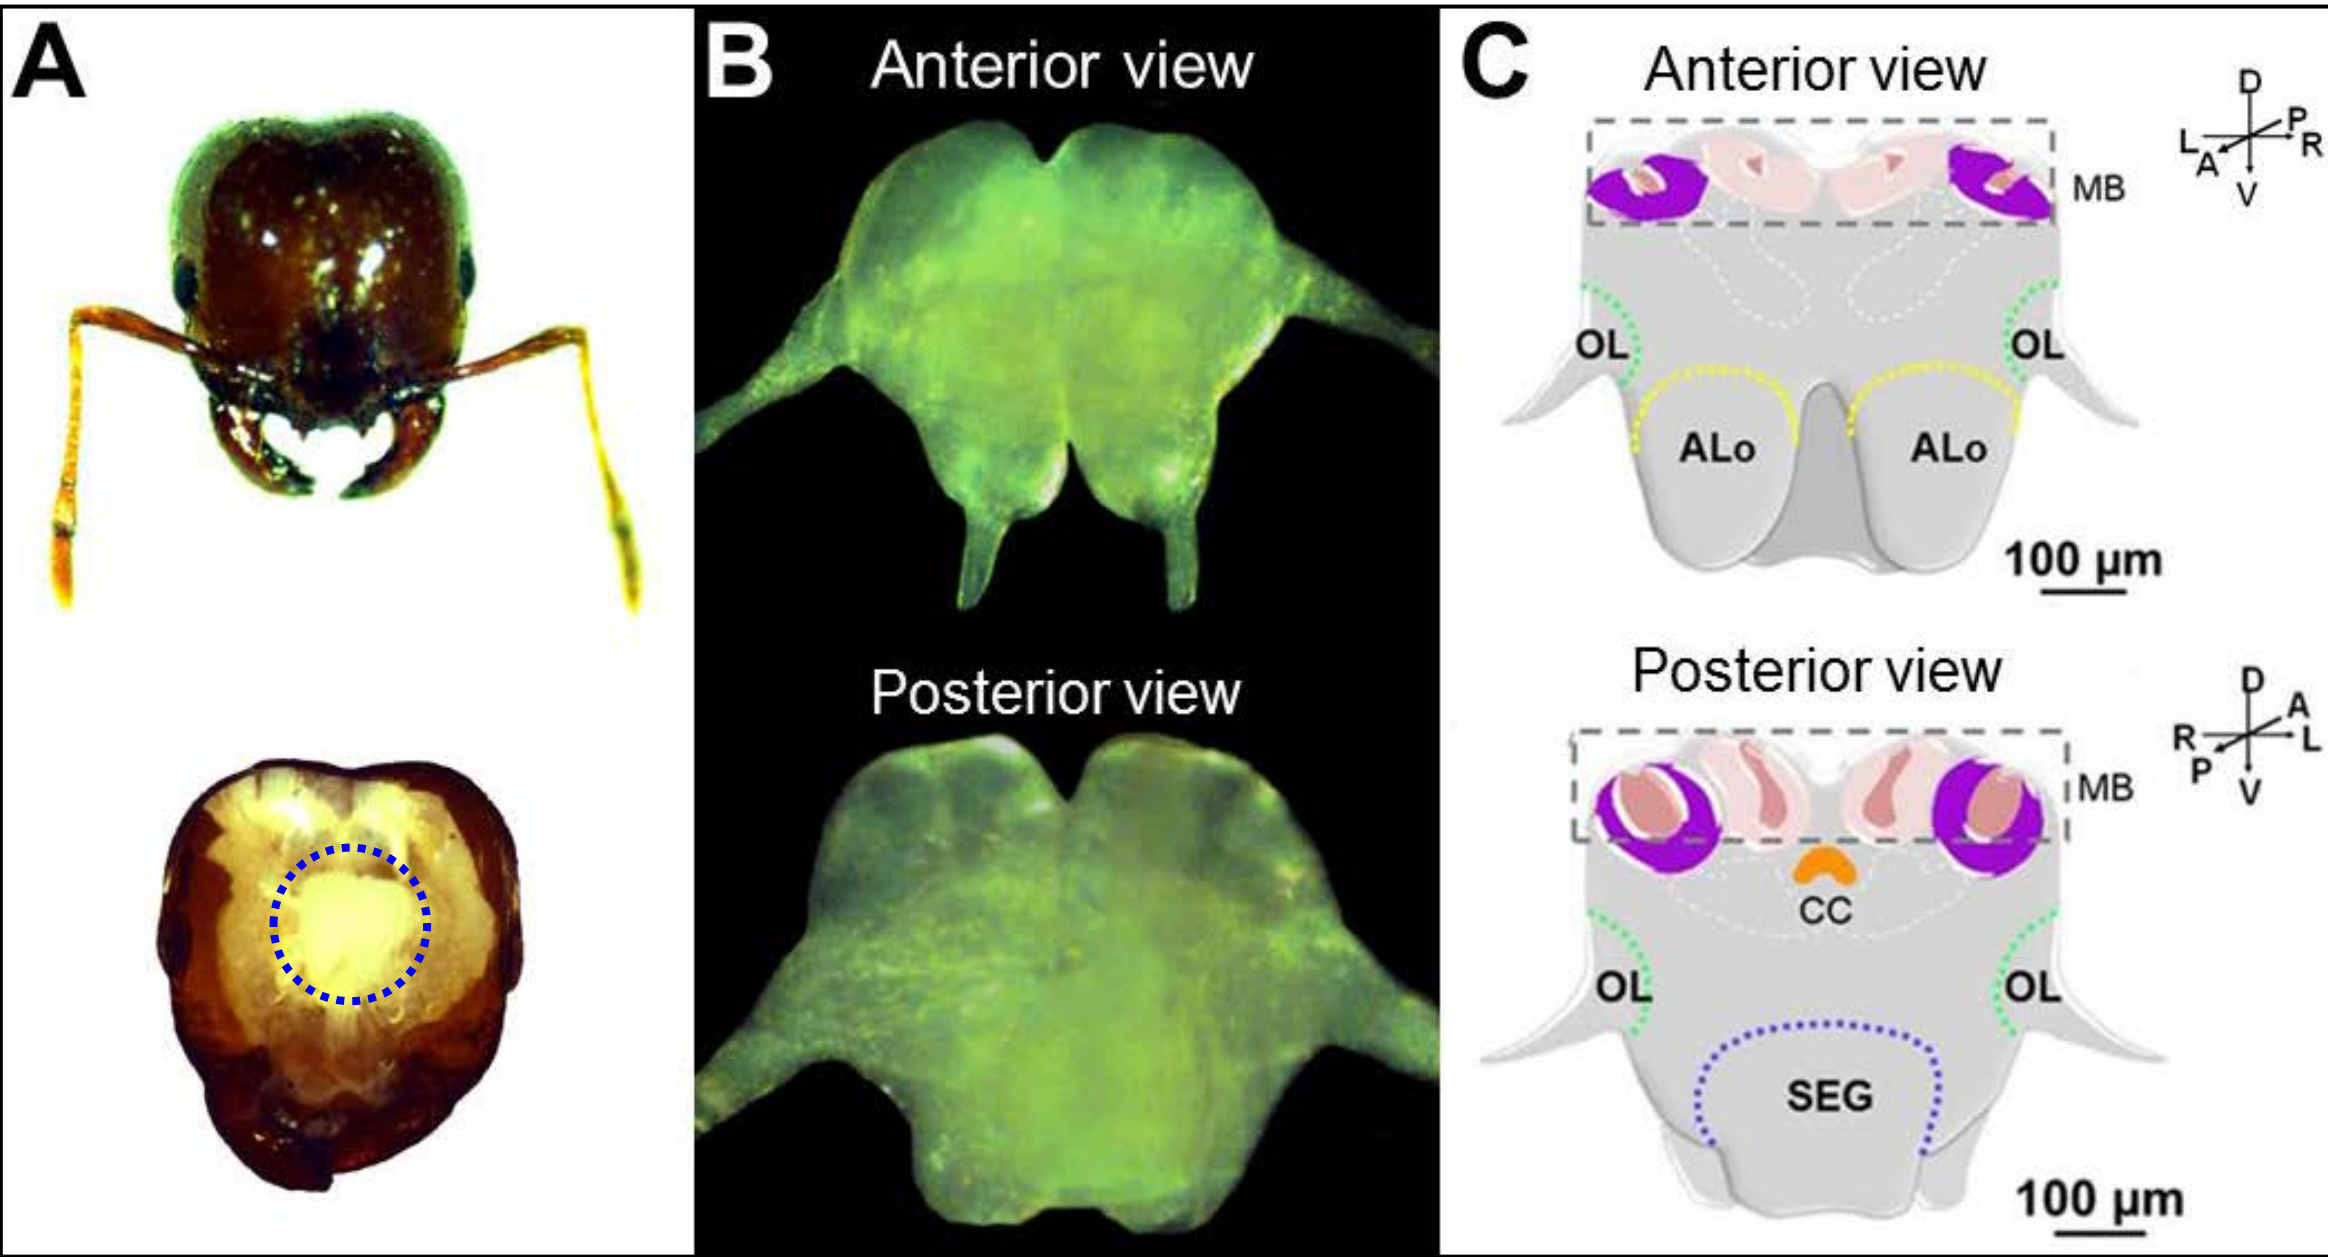 A
B
Anterior view
Posterior view
C
Anterior view
D
P
L
R
A
V
MB
OL
OL
ALo
ALo
100 µm
Posterior view
D
A
R
L
P
V
MB
CC
OL
OL
SEG
100 µm